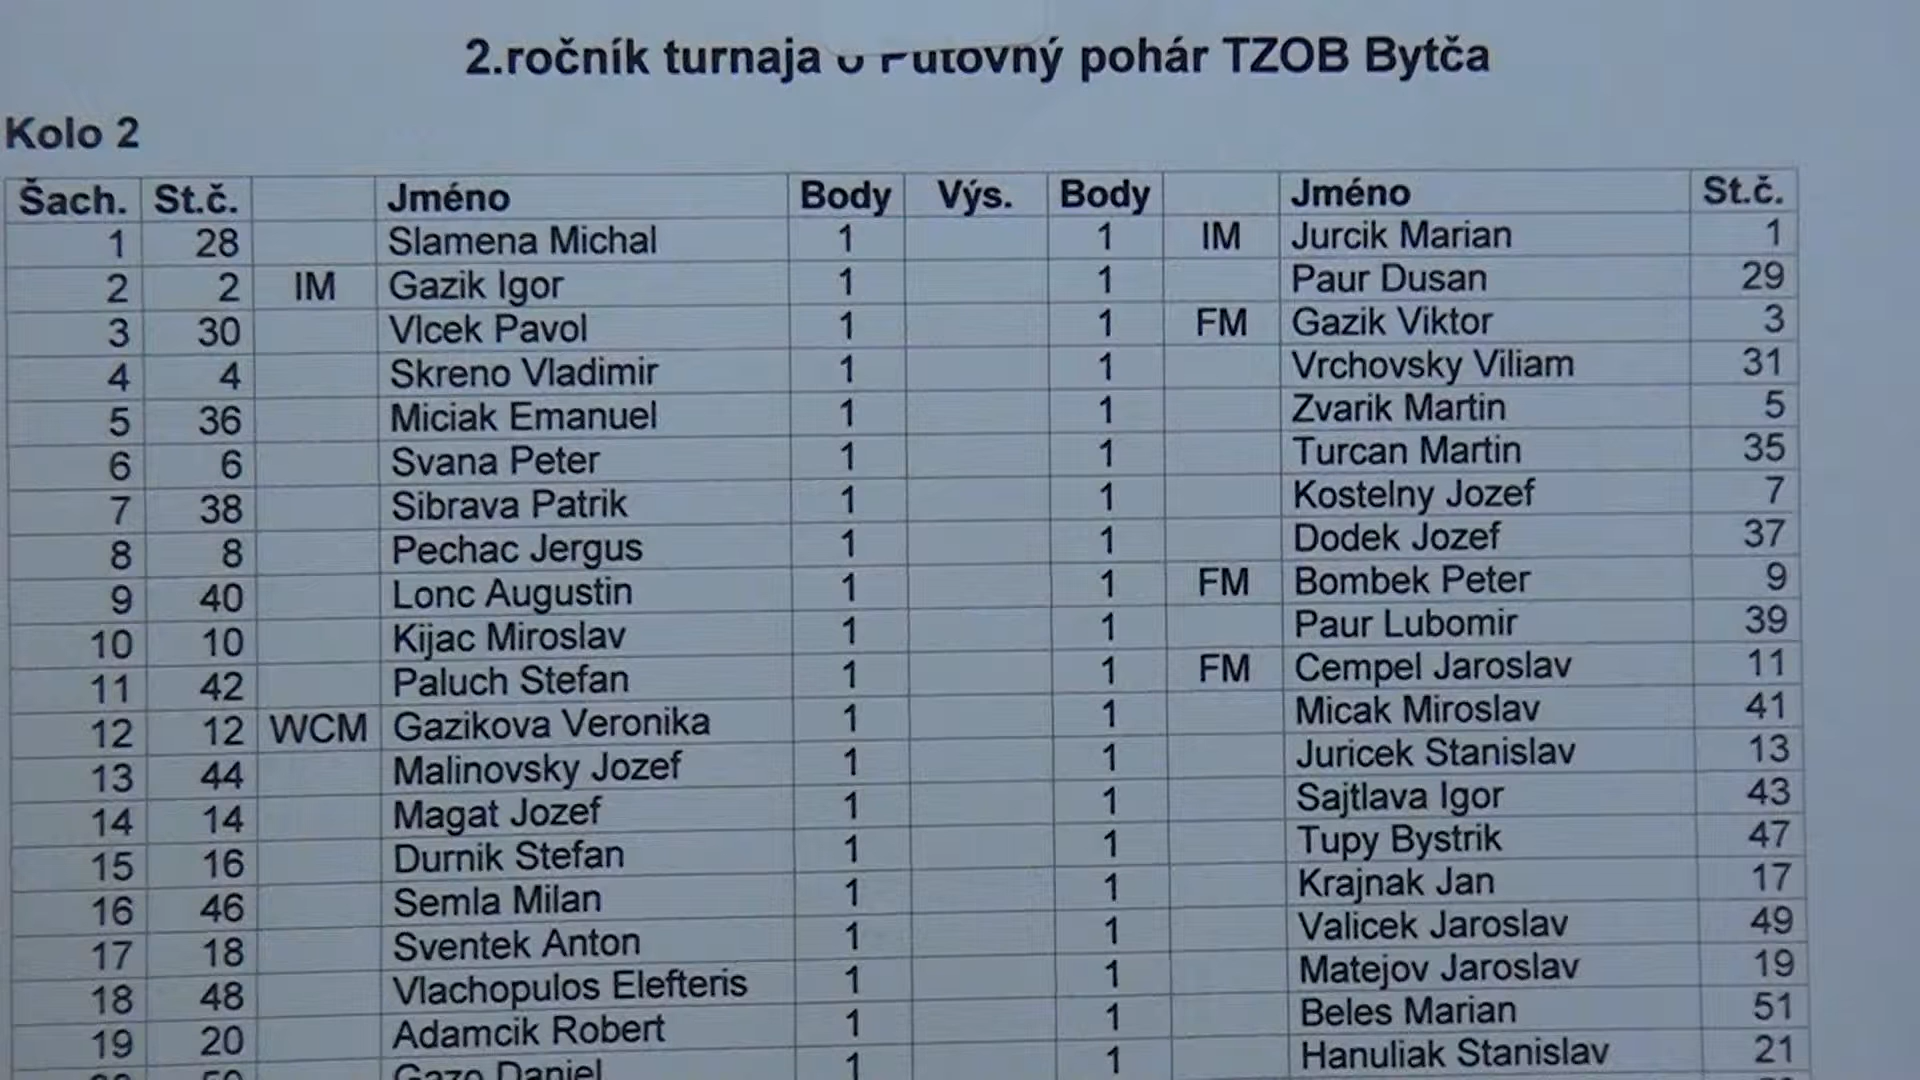 2.ročník turnaja o Putovný pohár TZOB Bytča
Kolo 2
Šach. St.č. Jméno Body Výs. Body Jméno St.č.
1 28 Slamena Michal 1 1 IM Jurcik Marian 1
2 2 IM Gazik Igor 1 1 Paur Dusan 29
3 30 Vlcek Pavol 1 1 FM Gazik Viktor 3
4 4 Skreno Vladimir 1 1 Vrchovsky Viliam 31
5 36 Miciak Emanuel 1 1 Zvarik Martin 5
6 6 Svana Peter 1 1 Turcan Martin 35
7 38 Sibrava Patrik 1 1 Kostelny Jozef 7
8 8 Pechac Jergus 1 1 Dodek Jozef 37
9 40 Lonc Augustin 1 1 FM Bombek Peter 9
10 10 Kijac Miroslav 1 1 Paur Lubomir 39
11 42 Paluch Stefan 1 1 FM Cempel Jaroslav 11
12 12 WCM Gazikova Veronika 1 1 Micak Miroslav 41
13 44 Malinovsky Jozef 1 1 Juricek Stanislav 13
14 14 Magat Jozef 1 1 Sajtlava Igor 43
15 16 Durnik Stefan 1 1 Tupy Bystrik 47
16 46 Semla Milan 1 1 Krajnak Jan 17
17 18 Sventek Anton 1 1 Valicek Jaroslav 49
18 48 Vlachopulos Elefteris 1 1 Matejov Jaroslav 19
19 20 Adamcik Robert 1 1 Beles Marian 51
Gazo Daniel 1 1 Hanuliak Stanislav 21